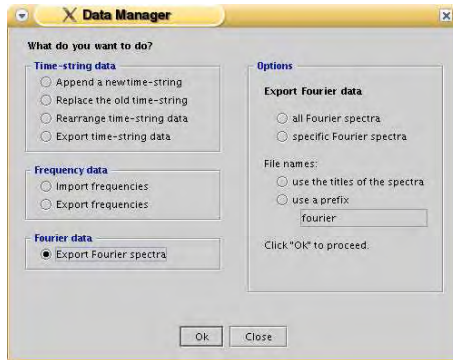 Data Manager
What do you want to do?
Time-string data
Append a new time-string
Replace the old time-string
Rearrange time-string data
Export time-string data
Frequency data
Import frequencies
Export frequencies
Fourier data
Export Fourier spectra
Options
Export Fourier data
all Fourier spectra
specific Fourier spectra
File names:
use the titles of the spectra
use a prefix
fourier
Click "Ok" to proceed.
Ok Close